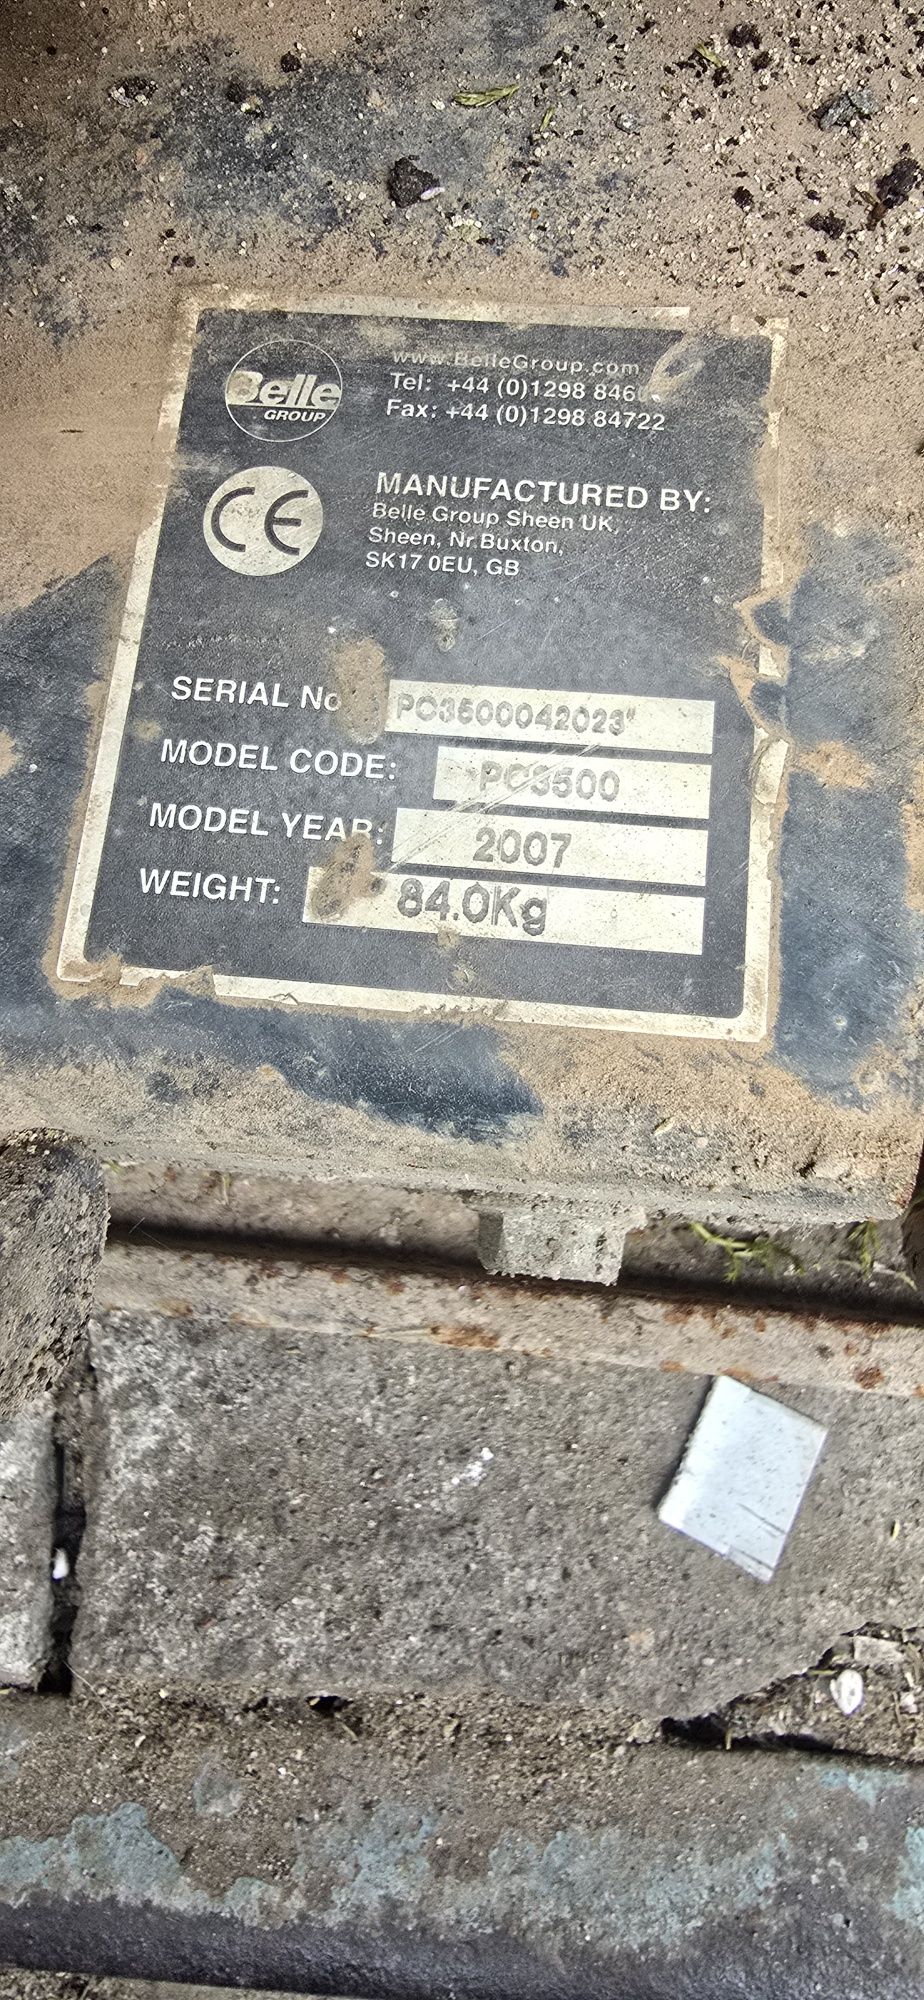 Belle
GROUP
www.BelleGroup.com
Tel: +44 (0)1298
Fax: +44 (0)1298 84722
CE
MANUFACTURED BY:
Belle Group Sheen UK,
Sheen, Nr.Buxton,
SK17 0EU, GB
SERIAL No
MODEL CODE: PC3500
MODEL YEAR: 2007
WEIGHT: 84.0Kg